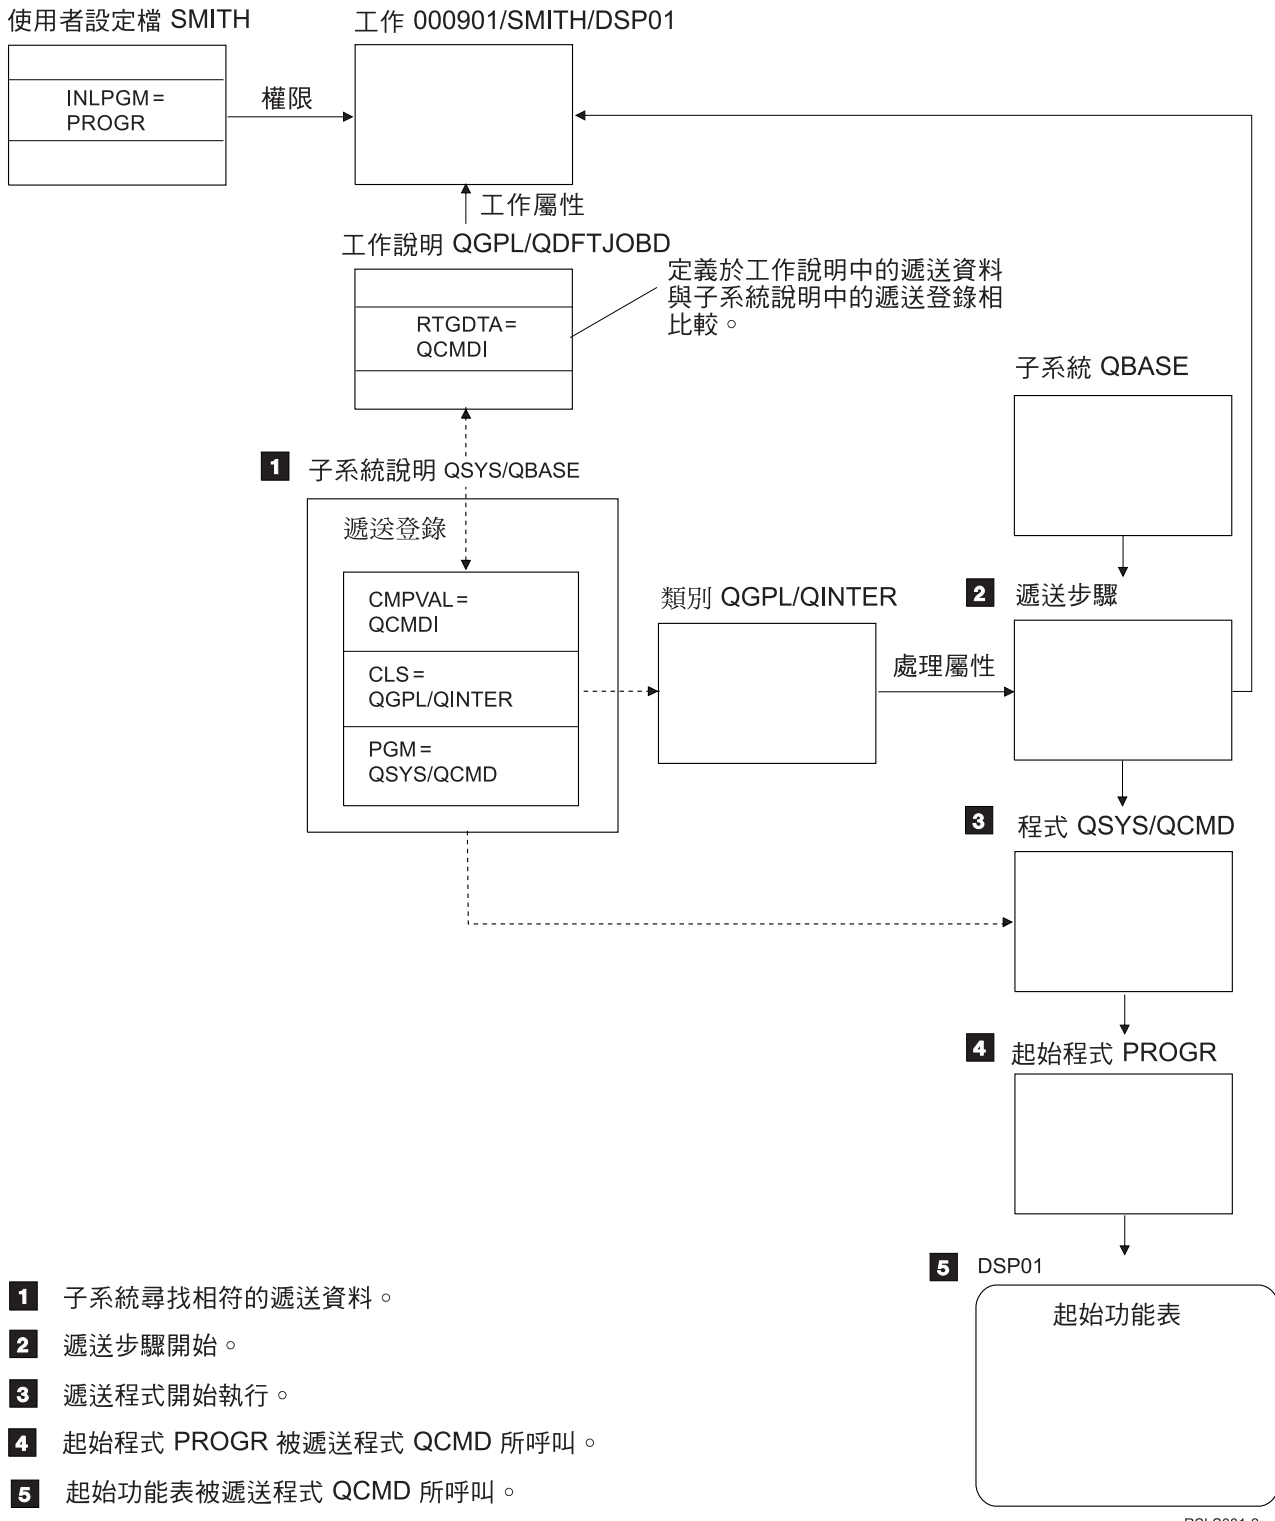 使用者設定檔 SMITH
工作 000901/SMITH/DSP01
INLPGM=
PROGR
權限
工作屬性
工作說明 QGPL/QDFTJOBD
RTGDTA=
QCMDI
定義於工作說明中的遞送資料
與子系統說明中的遞送登錄相
比較。
子系統 QBASE
1 子系統說明 QSYS/QBASE
遞送登錄
CMPVAL=
QCMDI
CLS=
QGPL/QINTER
PGM=
QSYS/QCMD
類別 QGPL/QINTER
處理屬性
2 遞送步驟
3 程式 QSYS/QCMD
4 起始程式 PROGR
5 DSP01
起始功能表
1 子系統尋找相符的遞送資料。
2 遞送步驟開始。
3 遞送程式開始執行。
4 起始程式 PROGR 被遞送程式 QCMD 所呼叫。
5 起始功能表被遞送程式 QCMD 所呼叫。